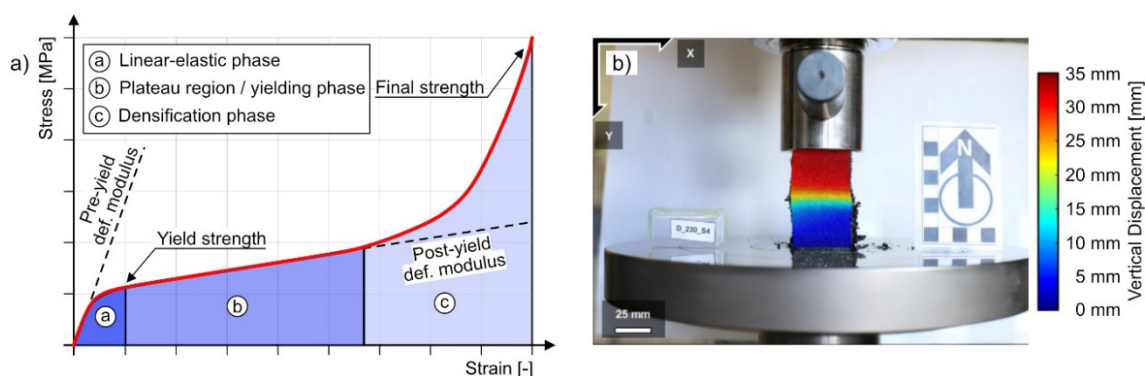 a)
Stress [MPa]
ⓐ Linear-elastic phase
ⓑ Plateau region / yielding phase
ⓒ Densification phase
Final strength
Pre-yield
def. modulus
Yield strength
Post-yield
def. modulus
ⓐ
ⓑ
ⓒ
Strain [-]
b)
X
Y
N
D_230_S4
25 mm
35 mm
30 mm
25 mm
20 mm
15 mm
10 mm
5 mm
0 mm
Vertical Displacement [mm]